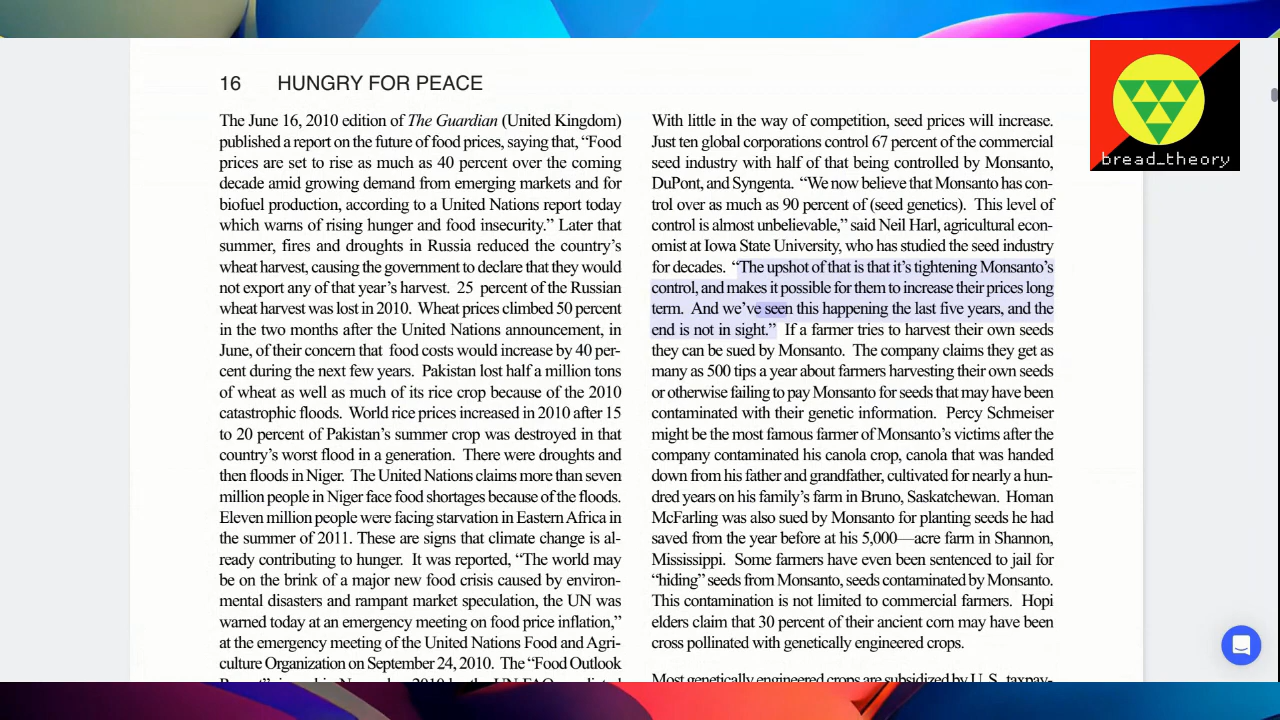 16 HUNGRY FOR PEACE
The June 16, 2010 edition of The Guardian (United Kingdom)
published a report on the future of food prices, saying that, “Food
prices are set to rise as much as 40 percent over the coming
decade amid growing demand from emerging markets and for
biofuel production, according to a United Nations report today
which warns of rising hunger and food insecurity.” Later that
summer, fires and droughts in Russia reduced the country’s
wheat harvest, causing the government to declare that they would
not export any of that year’s harvest. 25 percent of the Russian
wheat harvest was lost in 2010. Wheat prices climbed 50 percent
in the two months after the United Nations announcement, in
June, of their concern that food costs would increase by 40 per-
cent during the next few years. Pakistan lost half a million tons
of wheat as well as much of its rice crop because of the 2010
catastrophic floods. World rice prices increased in 2010 after 15
to 20 percent of Pakistan’s summer crop was destroyed in that
country’s worst flood in a generation. There were droughts and
then floods in Niger. The United Nations claims more than seven
million people in Niger face food shortages because of the floods.
Eleven million people were facing starvation in Eastern Africa in
the summer of 2011. These are signs that climate change is al-
ready contributing to hunger. It was reported, “The world may
be on the brink of a major new food crisis caused by environ-
mental disasters and rampant market speculation, the UN was
warned today at an emergency meeting on food price inflation,”
at the emergency meeting of the United Nations Food and Agri-
culture Organization on September 24, 2010. The “Food Outlook
With little in the way of competition, seed prices will increase.
Just ten global corporations control 67 percent of the commercial
seed industry with half of that being controlled by Monsanto,
DuPont, and Syngenta. “We now believe that Monsanto has con-
trol over as much as 90 percent of (seed genetics). This level of
control is almost unbelievable,” said Neil Harl, agricultural econ-
omist at Iowa State University, who has studied the seed industry
for decades. “The upshot of that is that it’s tightening Monsanto’s
control, and makes it possible for them to increase their prices long
term. And we’ve seen this happening the last five years, and the
end is not in sight.” If a farmer tries to harvest their own seeds
they can be sued by Monsanto. The company claims they get as
many as 500 tips a year about farmers harvesting their own seeds
or otherwise failing to pay Monsanto for seeds that may have been
contaminated with their genetic information. Percy Schmeiser
might be the most famous farmer of Monsanto’s victims after the
company contaminated his canola crop, canola that was handed
down from his father and grandfather, cultivated for nearly a hun-
dred years on his family’s farm in Bruno, Saskatchewan. Homan
McFarling was also sued by Monsanto for planting seeds he had
saved from the year before at his 5,000—acre farm in Shannon,
Mississippi. Some farmers have even been sentenced to jail for
“hiding” seeds from Monsanto, seeds contaminated by Monsanto.
This contamination is not limited to commercial farmers. Hopi
elders claim that 30 percent of their ancient corn may have been
cross pollinated with genetically engineered crops.
Most genetically engineered crops are subsidized by U.S. taxpay-
bread_theory